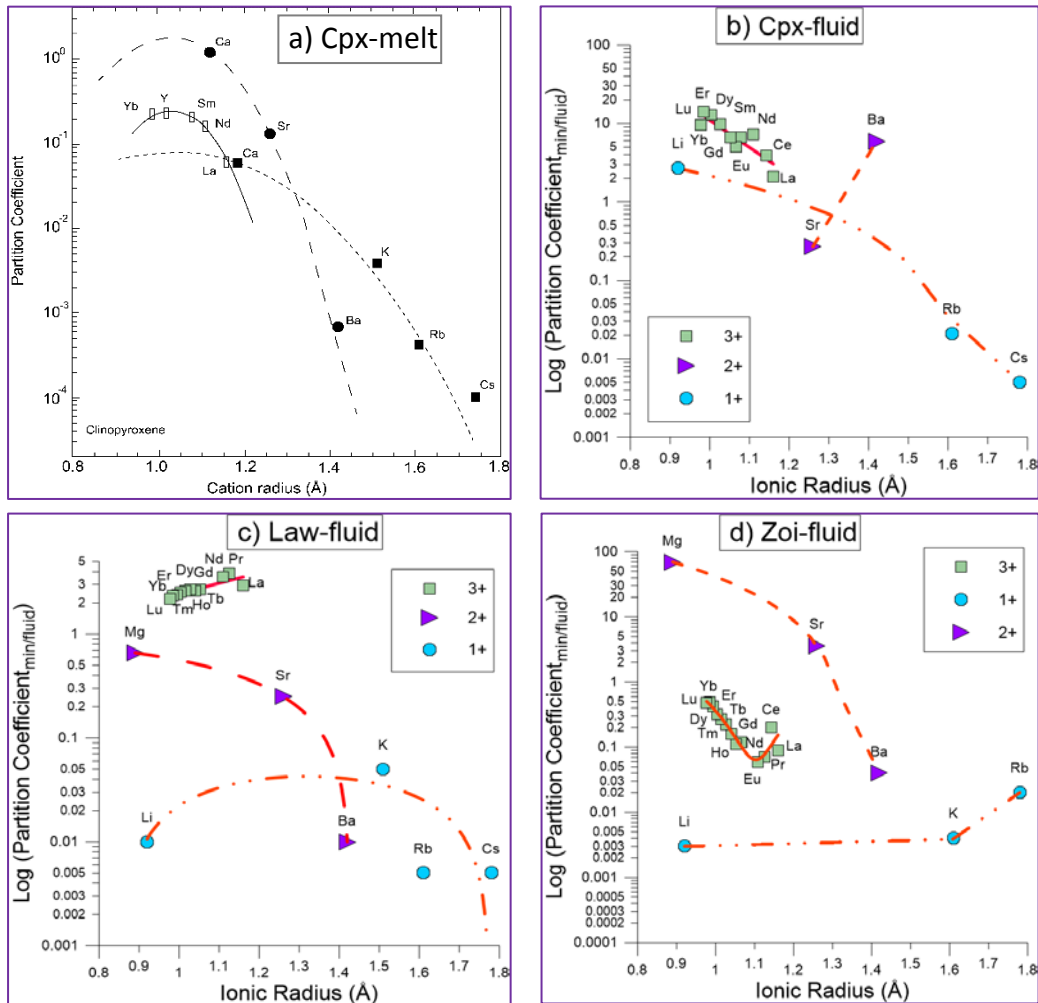 a) Cpx-melt
Partition Coefficient
10⁰
10⁻¹
10⁻²
10⁻³
10⁻⁴
Ca
Sr
Yb
Y
Sm
Nd
La
Ca
K
Ba
Rb
Cs
Clinopyroxene
0.8 1.0 1.2 1.4 1.6 1.8
Cation radius (Å)
b) Cpx-fluid
Log (Partition Coefficient min/fluid)
100
50
30
20
10
5
3
2
1
0.5
0.3
0.2
0.1
0.05
0.03
0.02
0.01
0.005
0.003
0.002
0.001
Er
Dy
Lu
Sm
Nd
Ba
Li
Yb
Gd
Eu
Ce
La
Sr
Rb
Cs
3+
2+
1+
0.8 0.9 1 1.1 1.2 1.3 1.4 1.5 1.6 1.7 1.8
Ionic Radius (Å)
c) Law-fluid
Log (Partition Coefficient min/fluid)
5
3
2
1
0.5
0.3
0.2
0.1
0.05
0.03
0.02
0.01
0.005
0.003
0.002
0.001
Nd Pr
Er Dy Gd
Yb
La
Lu Tm Ho Tb
Mg
Sr
K
Li
Ba
Rb
Cs
3+
2+
1+
0.8 0.9 1 1.1 1.2 1.3 1.4 1.5 1.6 1.7 1.8
Ionic Radius (Å)
d) Zoi-fluid
Log (Partition Coefficient min/fluid)
100
50
30
20
10
5
3
2
1
0.5
0.3
0.2
0.1
0.05
0.03
0.02
0.01
0.005
0.003
0.002
0.001
0.0005
0.0003
0.0002
0.0001
Mg
Sr
Yb
Lu
Er
Tb
Dy
Gd
Ce
Tm
Nd
La
Ho
Pr
Eu
Ba
Rb
Li
K
3+
1+
2+
0.8 0.9 1 1.1 1.2 1.3 1.4 1.5 1.6 1.7 1.8
Ionic Radius (Å)